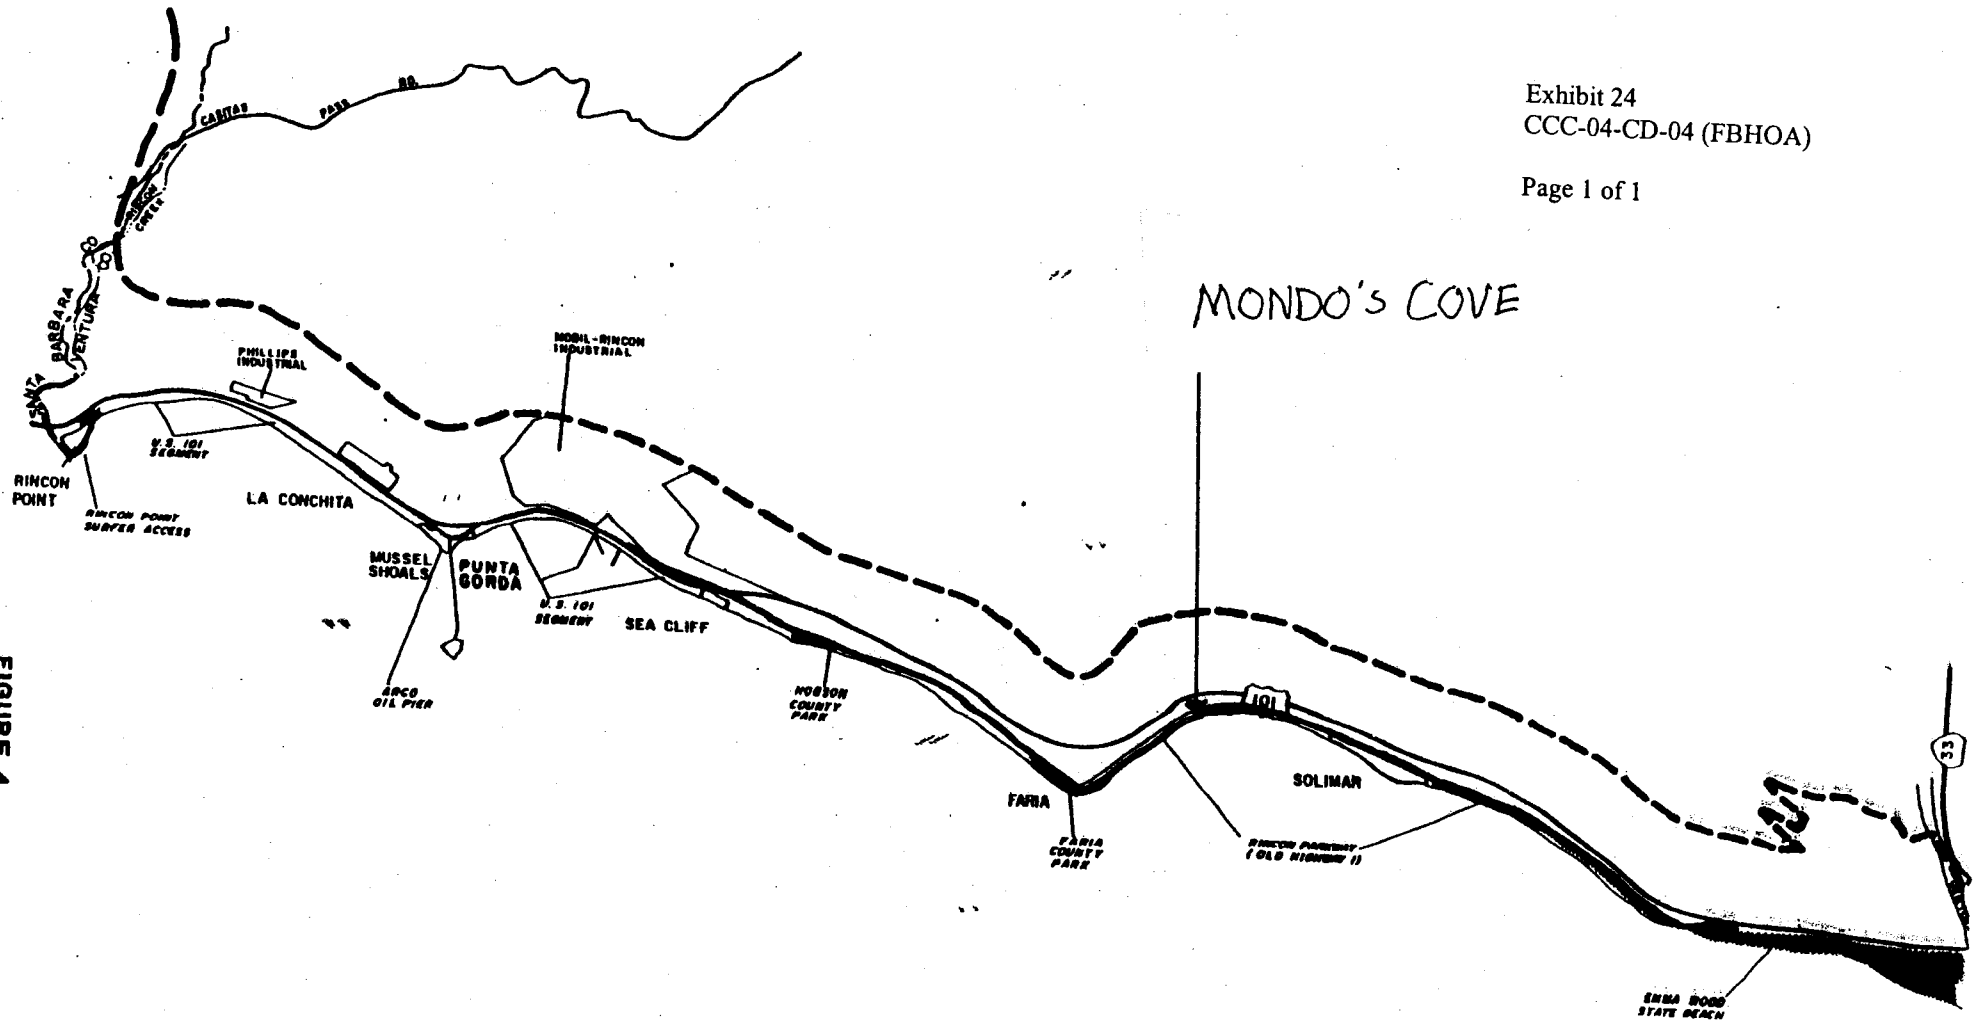 Exhibit 24
CCC-04-CD-04 (FBHOA)
Page 1 of 1
CASITAS PASS RD.
RINCON
CREEK
CO
CO
SANTA BARBARA
VENTURA
MONDO'S COVE
PHILLIPS
INDUSTRIAL
MOBIL-RINCON
INDUSTRIAL
U.S. 101
SEGMENT
RINCON
POINT
RINCON POINT
SURFER ACCESS
LA CONCHITA
MUSSEL
SHOALS
PUNTA
GORDA
U.S. 101
SEGMENT
SEA CLIFF
ARCO
OIL PIER
HOBSON
COUNTY
PARK
101
33
FARIA
SOLIMAR
FARIA
COUNTY
PARK
RINCON PARKWAY
(OLD HIGHWAY 1)
EMMA WOOD
STATE BEACH
FIGURE